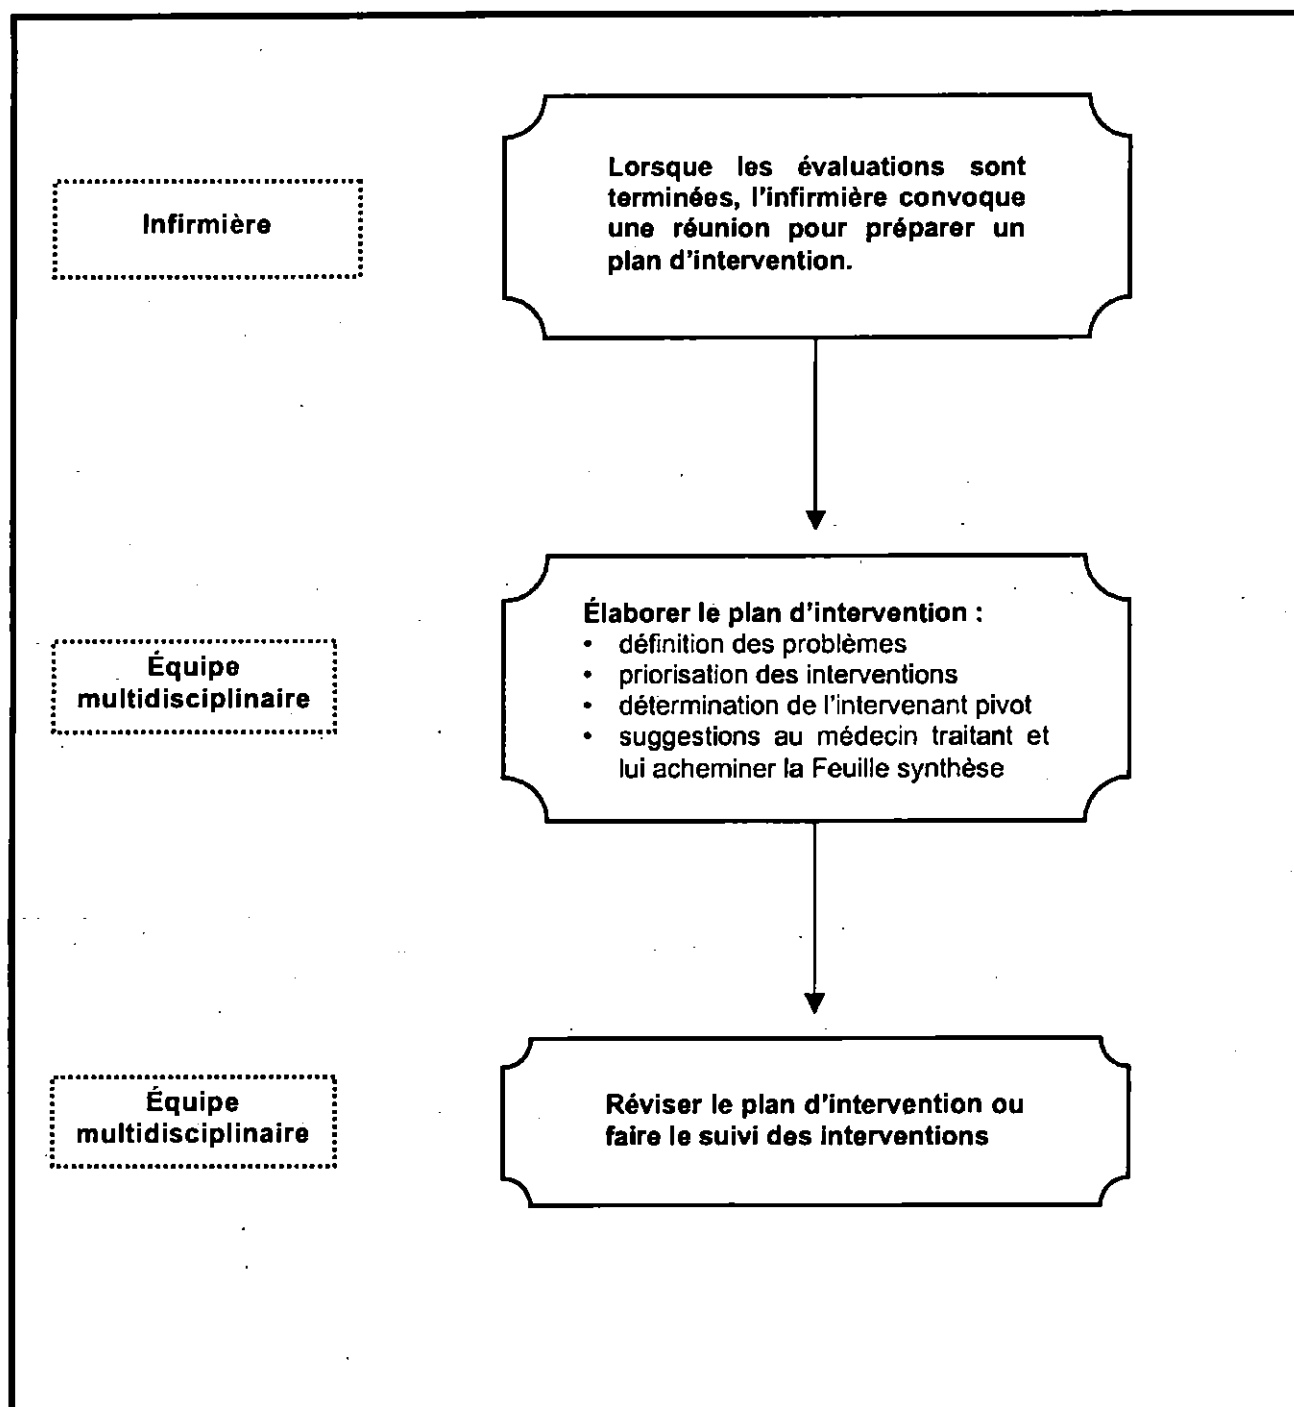 Infirmière
Lorsque les évaluations sont
terminées, l'infirmière convoque
une réunion pour préparer un
plan d'intervention.
Équipe
multidisciplinaire
Élaborer le plan d'intervention :
• définition des problèmes
• priorisation des interventions
• détermination de l'intervenant pivot
• suggestions au médecin traitant et
lui acheminer la Feuille synthèse
Équipe
multidisciplinaire
Réviser le plan d'intervention ou
faire le suivi des interventions